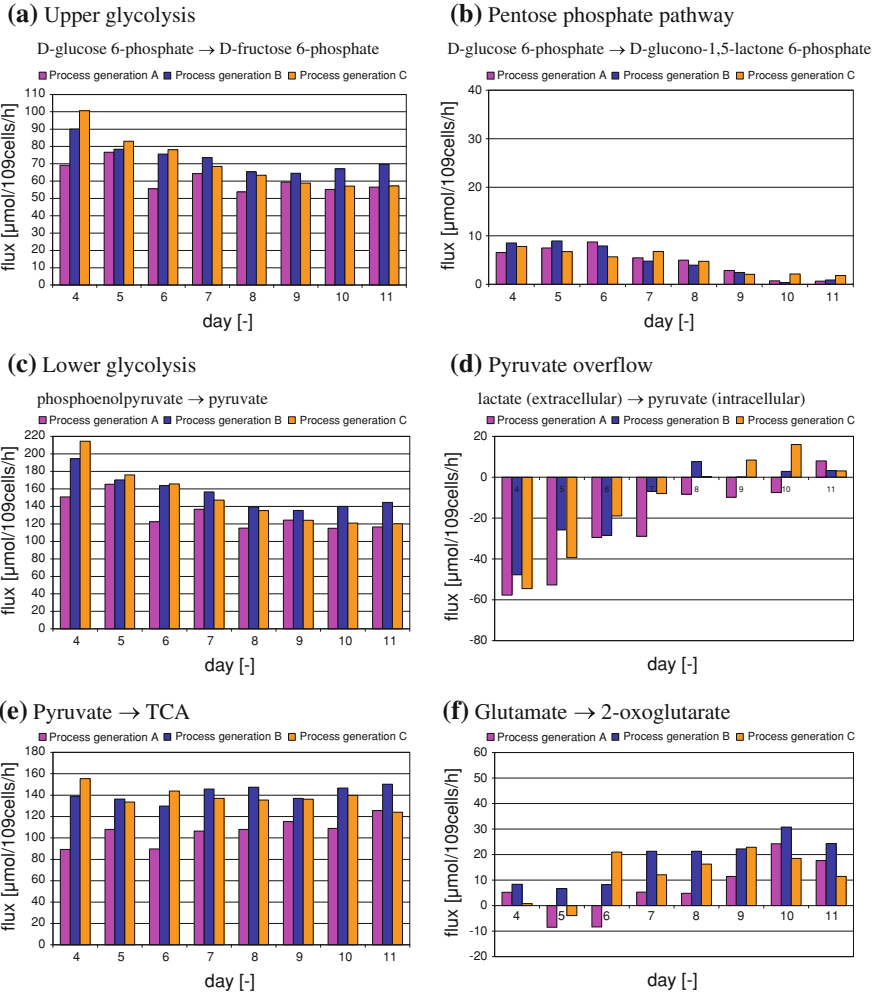 (a) Upper glycolysis
D-glucose 6-phosphate → D-fructose 6-phosphate
Process generation A Process generation B Process generation C
110
100
90
80
70
60
50
40
30
20
10
0
flux [µmol/109cells/h]
4 5 6 7 8 9 10 11
day [-]
(b) Pentose phosphate pathway
D-glucose 6-phosphate → D-glucono-1,5-lactone 6-phosphate
Process generation A Process generation B Process generation C
40
30
20
10
0
flux [µmol/109cells/h]
4 5 6 7 8 9 10 11
day [-]
(c) Lower glycolysis
phosphoenolpyruvate → pyruvate
Process generation A Process generation B Process generation C
220
200
180
160
140
120
100
80
60
40
20
0
flux [µmol/109cells/h]
4 5 6 7 8 9 10 11
day [-]
(d) Pyruvate overflow
lactate (extracellular) → pyruvate (intracellular)
Process generation A Process generation B Process generation C
20
0
-20
-40
-60
-80
flux [µmol/109cells/h]
4 5 6 7 8 9 10 11
day [-]
(e) Pyruvate → TCA
Process generation A Process generation B Process generation C
180
160
140
120
100
80
60
40
20
0
flux [µmol/109cells/h]
4 5 6 7 8 9 10 11
day [-]
(f) Glutamate → 2-oxoglutarate
Process generation A Process generation B Process generation C
60
50
40
30
20
10
0
-10
-20
flux [µmol/109cells/h]
4 5 6 7 8 9 10 11
day [-]